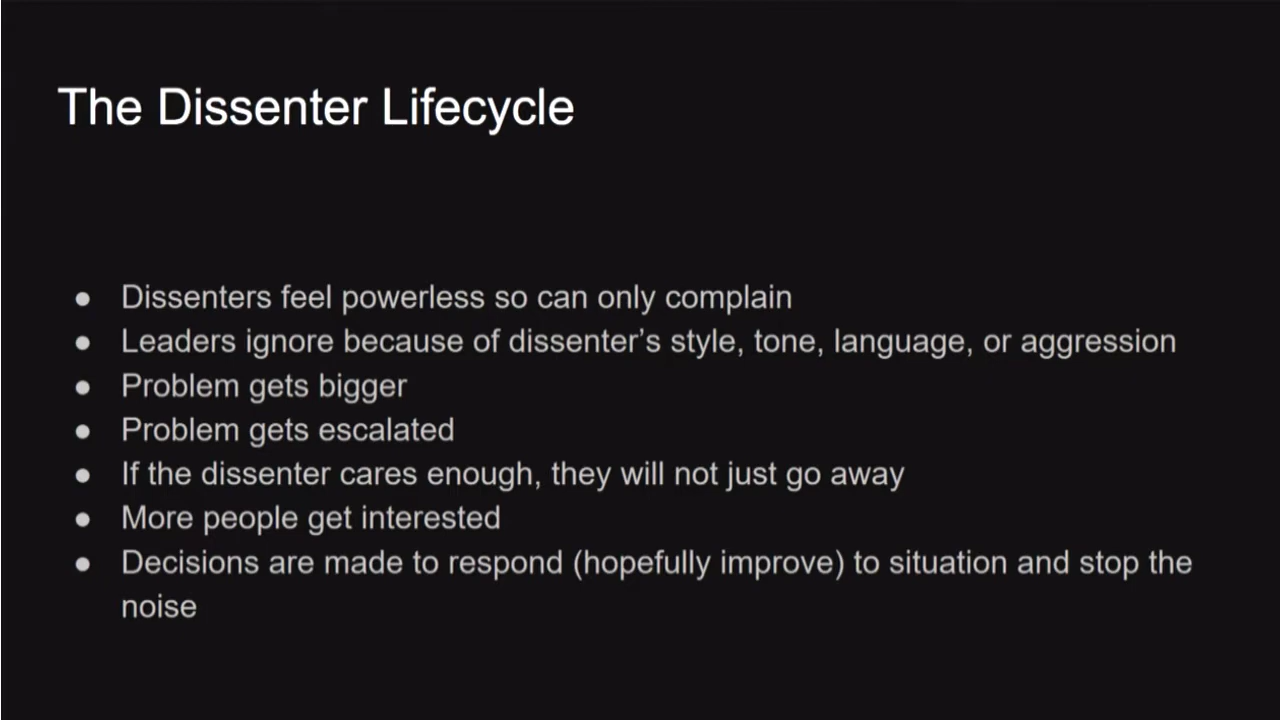 The Dissenter Lifecycle
● Dissenters feel powerless so can only complain
● Leaders ignore because of dissenter’s style, tone, language, or aggression
● Problem gets bigger
● Problem gets escalated
● If the dissenter cares enough, they will not just go away
● More people get interested
● Decisions are made to respond (hopefully improve) to situation and stop the
noise